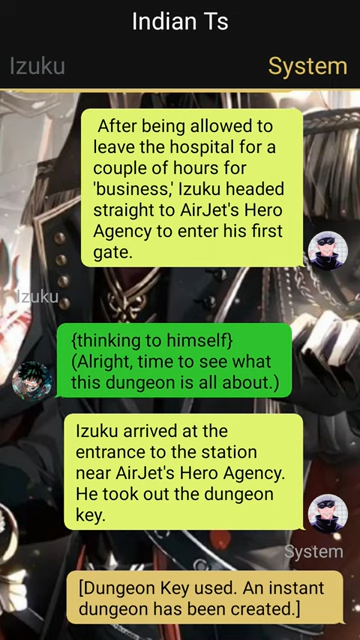 Indian Ts
Izuku
System
After being allowed to
leave the hospital for a
couple of hours for
'business,' Izuku headed
straight to AirJet's Hero
Agency to enter his first
gate.
Izuku
{thinking to himself}
(Alright, time to see what
this dungeon is all about.)
Izuku arrived at the
entrance to the station
near AirJet's Hero Agency.
He took out the dungeon
key.
System
[Dungeon Key used. An instant
dungeon has been created.]